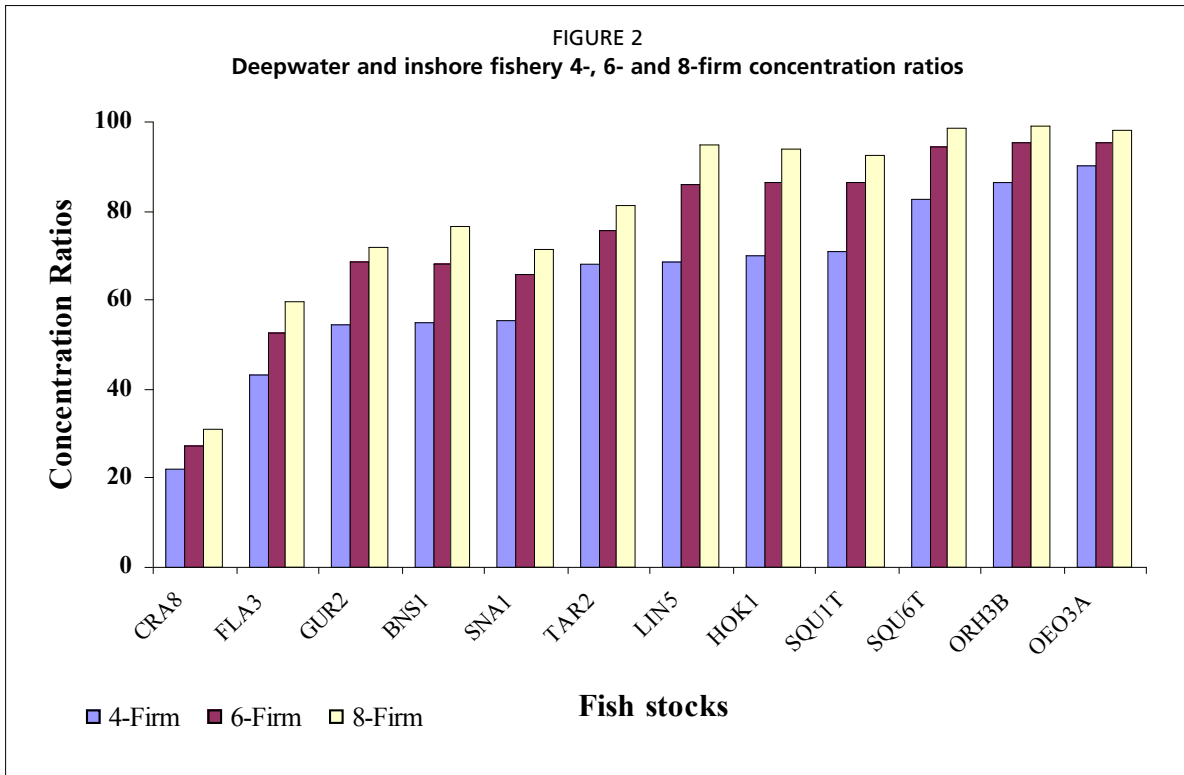 FIGURE 2
Deepwater and inshore fishery 4-, 6- and 8-firm concentration ratios
Concentration Ratios
100
80
60
40
20
0
CRA8
FLA3
GUR2
BNS1
SNA1
TAR2
LIN5
HOK1
SQU1T
SQU6T
ORH3B
OEO3A
Fish stocks
4-Firm 6-Firm 8-Firm